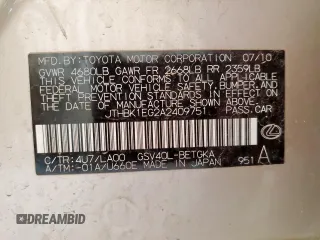 MFD. BY: TOYOTA MOTOR CORPORATION 07/10
GVWR 4680LB GAWR FR 2668LB RR 2359LB
THIS VEHICLE CONFORMS TO ALL APPLICABLE
FEDERAL MOTOR VEHICLE SAFETY, BUMPER, AND
THEFT PREVENTION STANDARDS IN EFFECT ON
THE DATE OF MANUFACTURE SHOWN ABOVE.
JTHBK1EG2A2409751 PASS. CAR
C/TR: 4U7/LA00 GSV40L-BETGKA
A/TM: -01A/U660E MADE IN JAPAN 951 A
DREAMBID